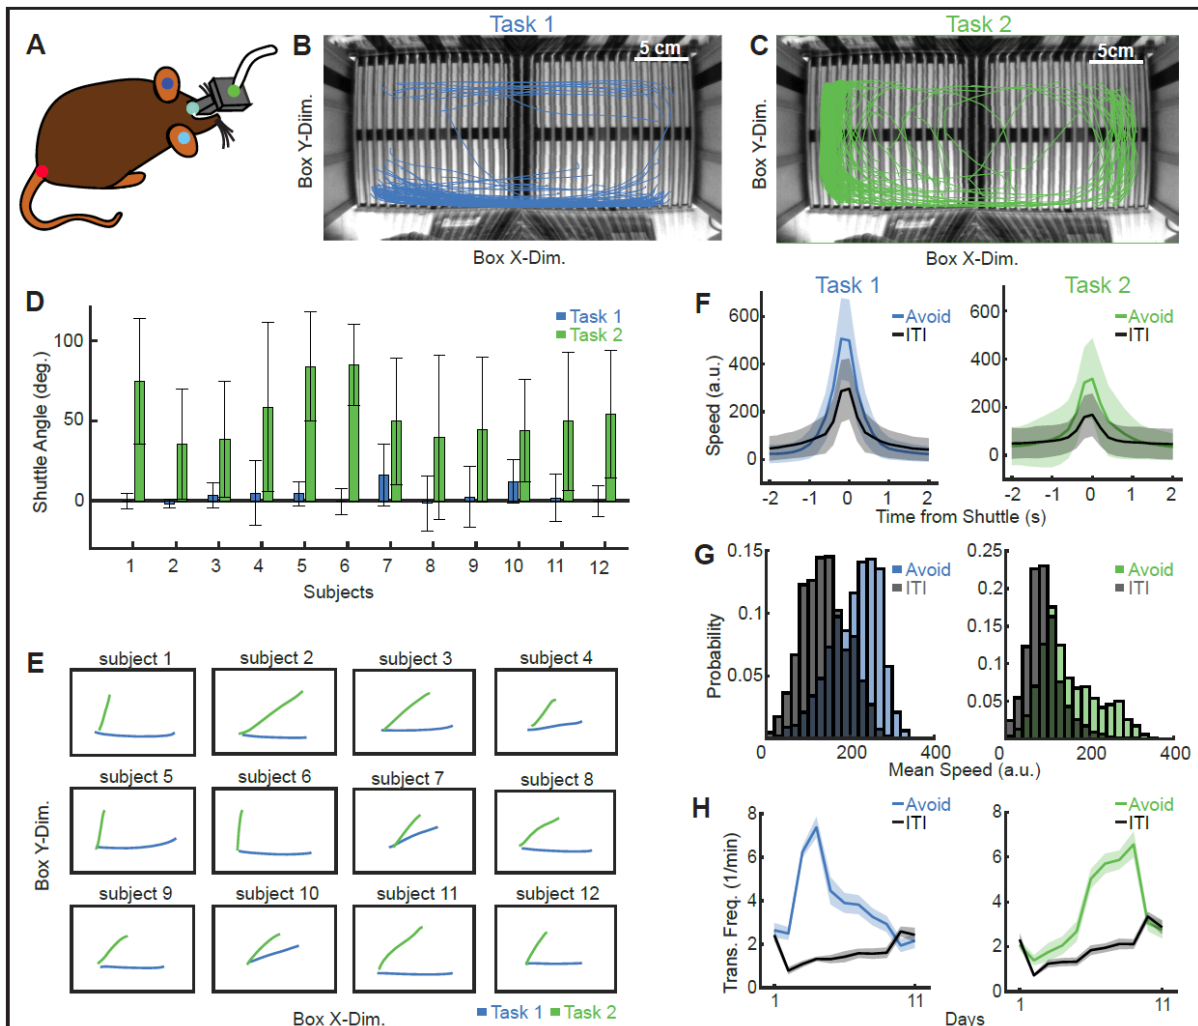 Task 1
Task 2
A
B
5 cm
C
5cm
Box Y-Diim.
Box Y-Dim.
Box X-Dim.
Box X-Dim.
D
Task 1
Task 2
Shuttle Angle (deg.)
100
50
0
1 2 3 4 5 6 7 8 9 10 11 12
Subjects
E
subject 1 subject 2 subject 3 subject 4
subject 5 subject 6 subject 7 subject 8
subject 9 subject 10 subject 11 subject 12
Box Y-Dim.
Box X-Dim.
Task 1 Task 2
F
Task 1
Task 2
Avoid
ITI
Avoid
ITI
Speed (a.u.)
600
400
200
0
600
400
200
0
-2 -1 0 1 2
-2 -1 0 1 2
Time from Shuttle (s)
G
Avoid
ITI
Avoid
ITI
Probability
0.15
0.1
0.05
0.25
0.2
0.15
0.1
0.05
0 200 400
0 200 400
Mean Speed (a.u.)
H
Avoid
ITI
Avoid
ITI
Trans. Freq. (1/min)
8
6
4
2
0
8
6
4
2
0
1 11
1 11
Days